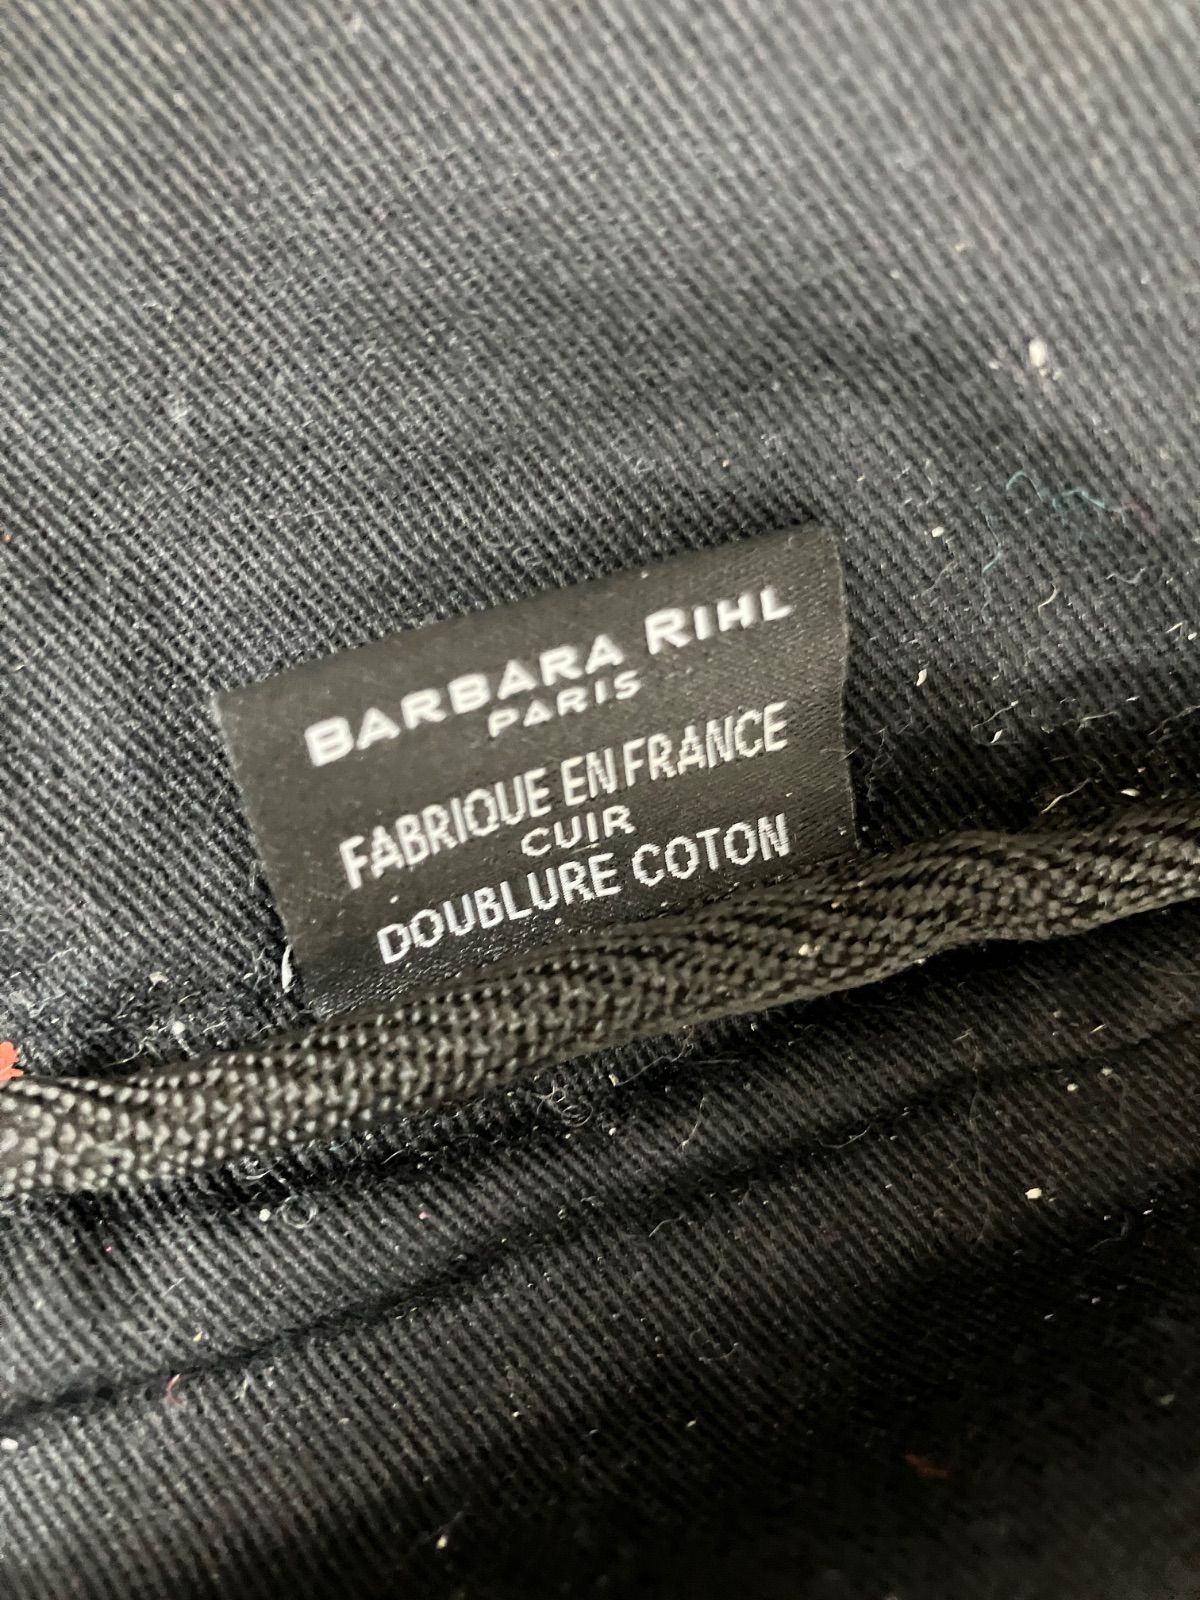 BARBARA RIHL
PARIS
FABRIQUE EN FRANCE
CUIR
DOUBLURE COTON